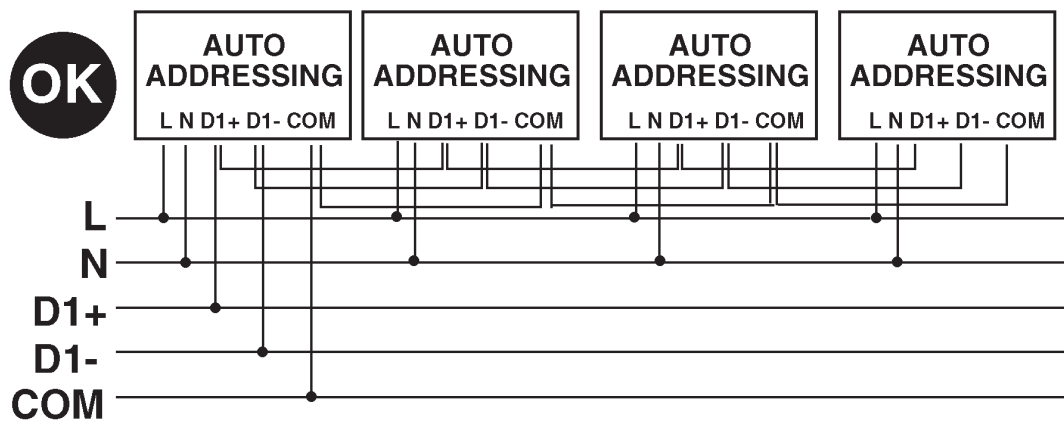 OK
AUTO
ADDRESSING
L N D1+ D1- COM
AUTO
ADDRESSING
L N D1+ D1- COM
AUTO
ADDRESSING
L N D1+ D1- COM
AUTO
ADDRESSING
L N D1+ D1- COM
L
N
D1+
D1-
COM